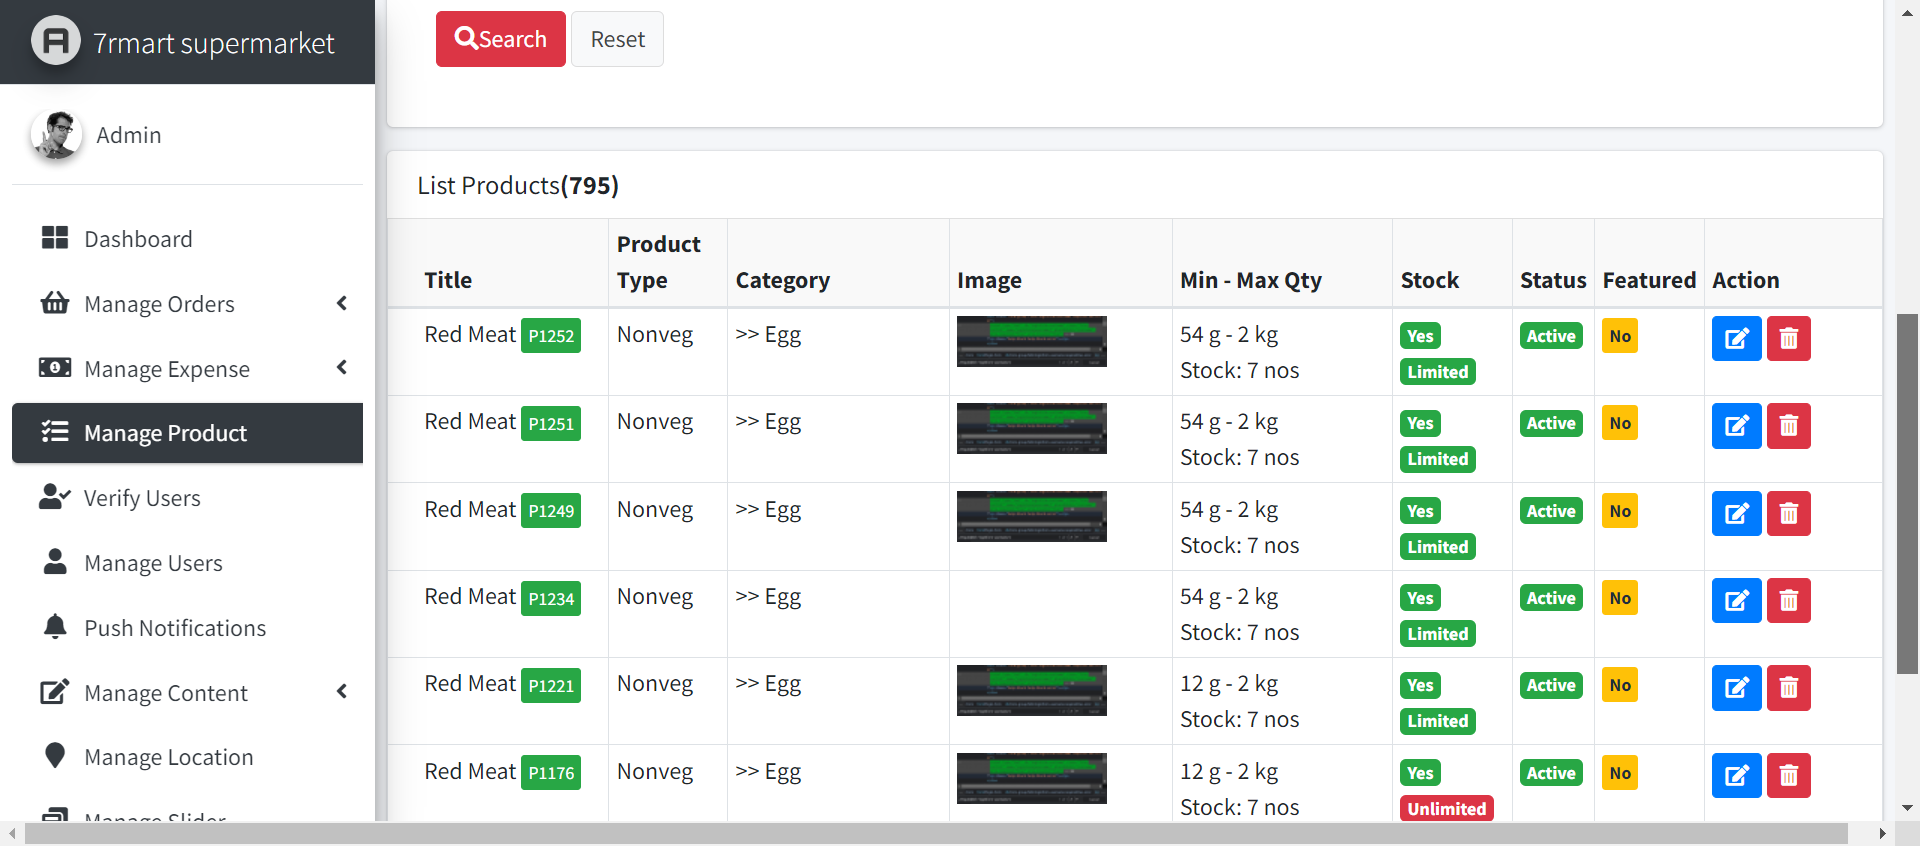 7rmart supermarket
Admin
Dashboard
Manage Orders
Manage Expense
Manage Product
Verify Users
Manage Users
Push Notifications
Manage Content
Manage Location
Manage Slider
Search Reset
List Products(795)
Title Product Type Category Image Min - Max Qty Stock Status Featured Action
Red Meat P1252 Nonveg >> Egg 54 g - 2 kg Yes Active No
Stock: 7 nos Limited
Red Meat P1251 Nonveg >> Egg 54 g - 2 kg Yes Active No
Stock: 7 nos Limited
Red Meat P1249 Nonveg >> Egg 54 g - 2 kg Yes Active No
Stock: 7 nos Limited
Red Meat P1234 Nonveg >> Egg 54 g - 2 kg Yes Active No
Stock: 7 nos Limited
Red Meat P1221 Nonveg >> Egg 12 g - 2 kg Yes Active No
Stock: 7 nos Limited
Red Meat P1176 Nonveg >> Egg 12 g - 2 kg Yes Active No
Stock: 7 nos Unlimited